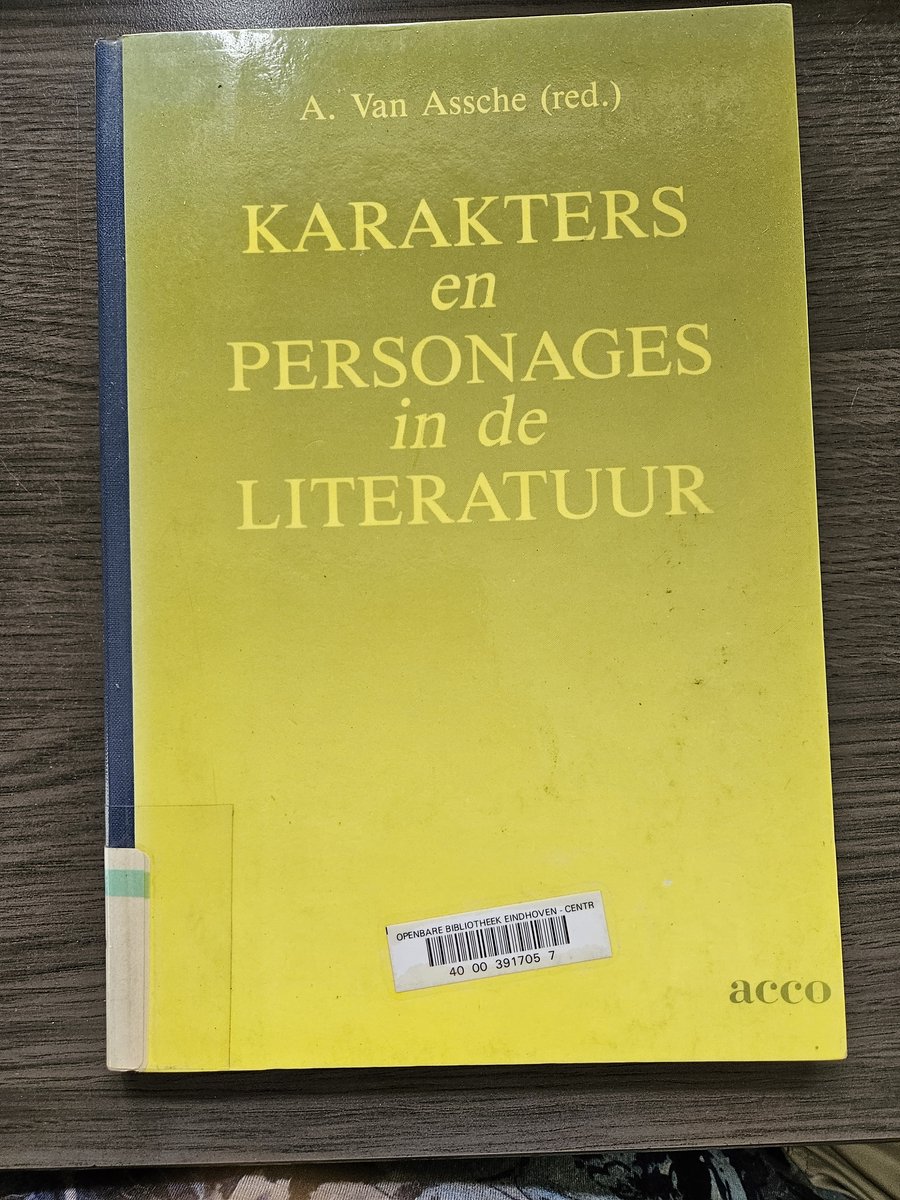 A. Van Assche (red.)
KARAKTERS
en
PERSONAGES
in de
LITERATUUR
OPENBARE BIBLIOTHEEK EINDHOVEN - CENTR
40 00 391705 7
acco